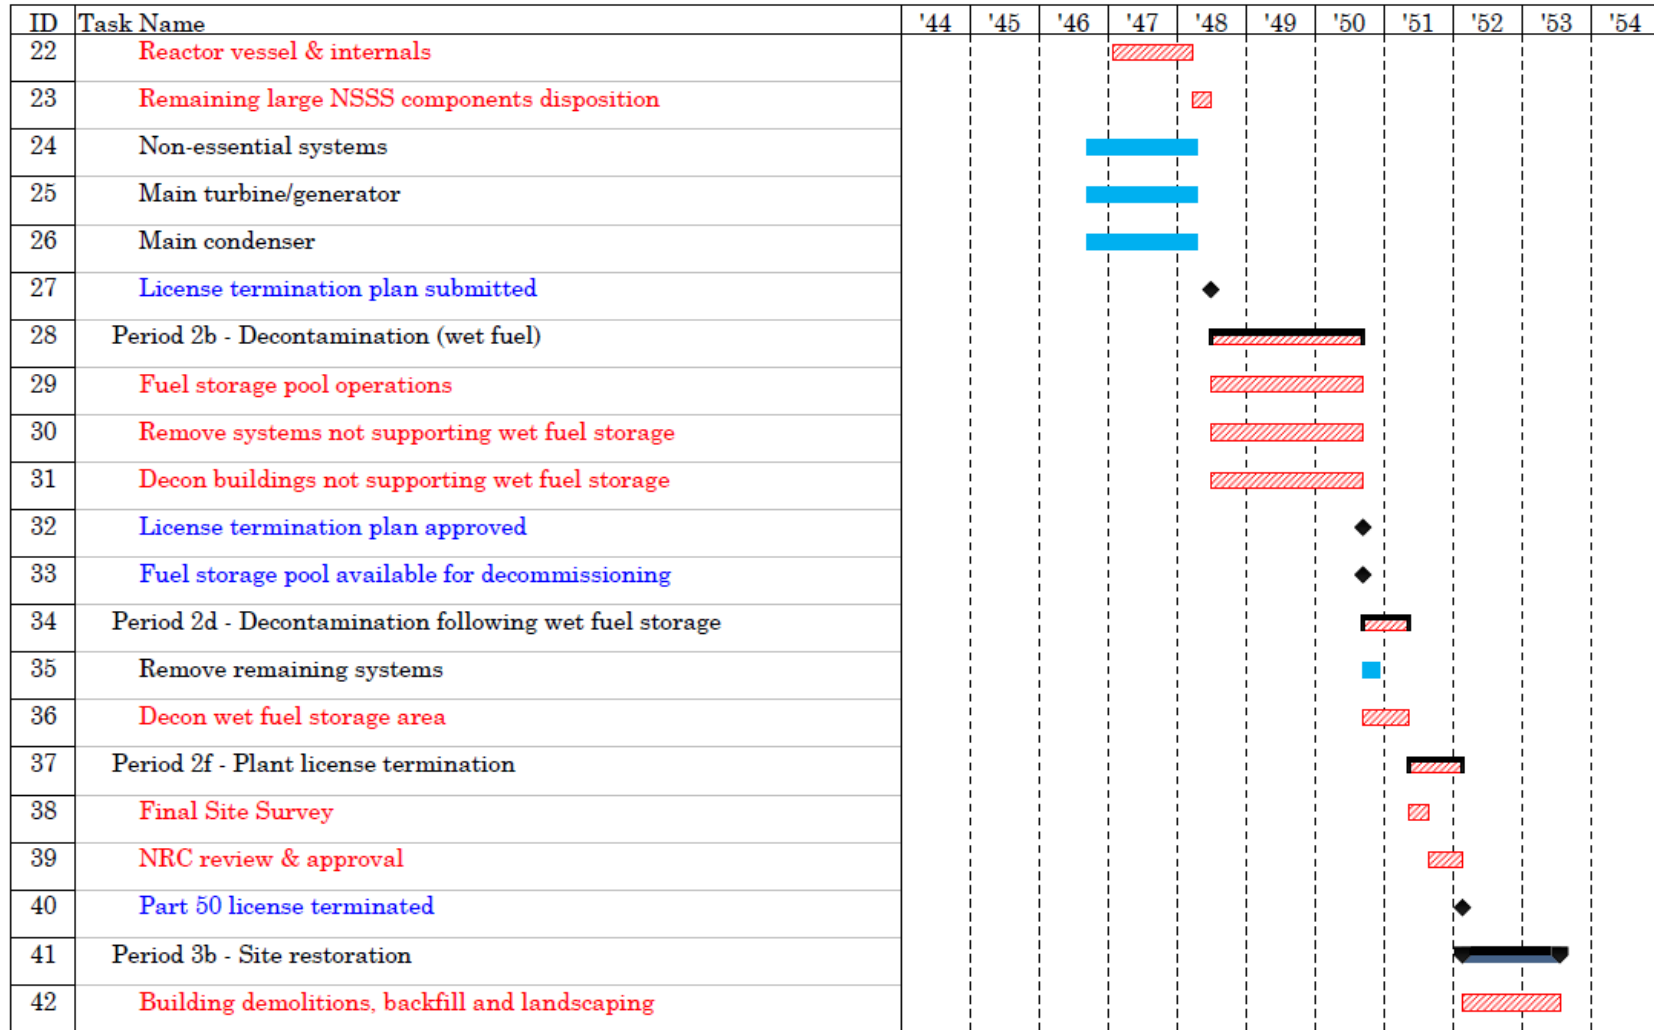 ID Task Name '44 '45 '46 '47 '48 '49 '50 '51 '52 '53 '54
22 Reactor vessel & internals
23 Remaining large NSSS components disposition
24 Non-essential systems
25 Main turbine/generator
26 Main condenser
27 License termination plan submitted
28 Period 2b - Decontamination (wet fuel)
29 Fuel storage pool operations
30 Remove systems not supporting wet fuel storage
31 Decon buildings not supporting wet fuel storage
32 License termination plan approved
33 Fuel storage pool available for decommissioning
34 Period 2d - Decontamination following wet fuel storage
35 Remove remaining systems
36 Decon wet fuel storage area
37 Period 2f - Plant license termination
38 Final Site Survey
39 NRC review & approval
40 Part 50 license terminated
41 Period 3b - Site restoration
42 Building demolitions, backfill and landscaping